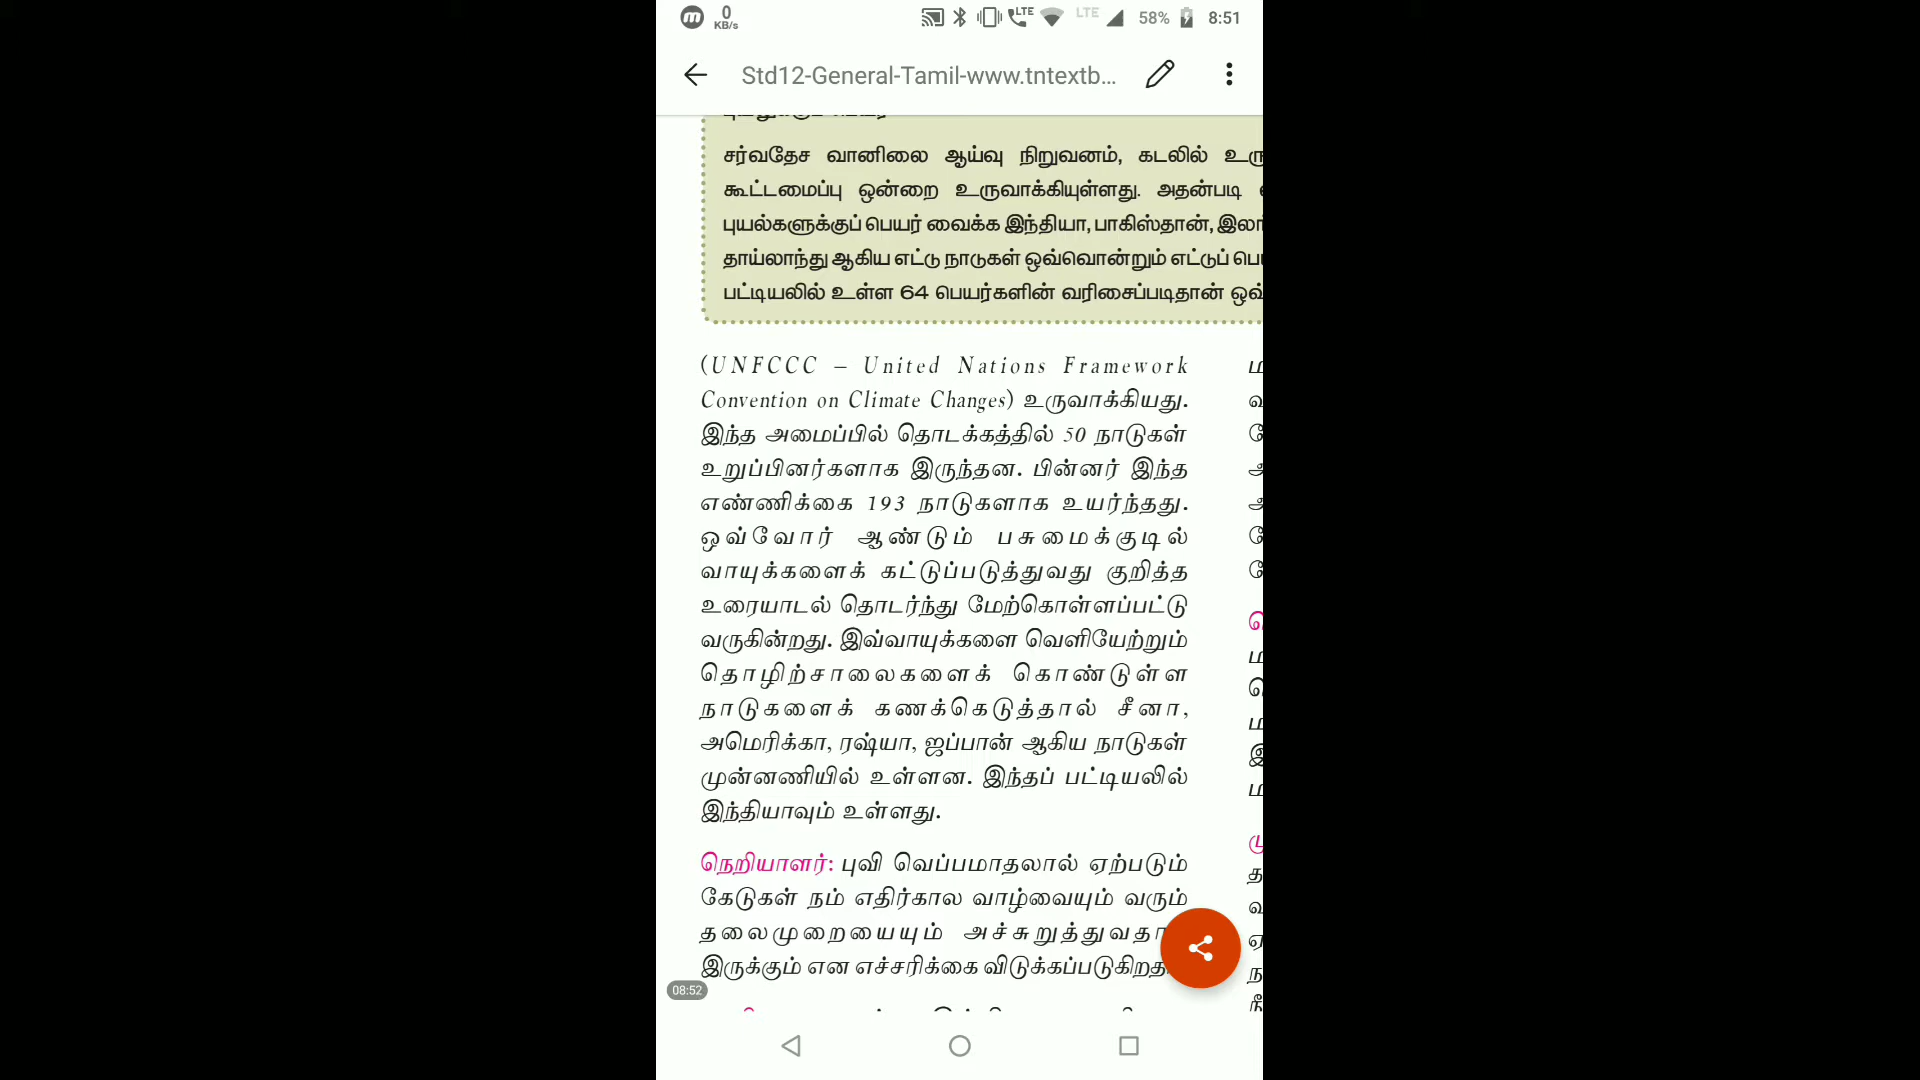 0
KB/s
LTE
LTE
58%
8:51
Std12-General-Tamil-www.tntextb...
சர்வதேச வானிலை ஆய்வு நிறுவனம், கடலில்
கூட்டமைப்பு ஒன்றை உருவாக்கியுள்ளது. அதன்படி
புயல்களுக்குப் பெயர் வைக்க இந்தியா, பாகிஸ்தான்,
தாய்லாந்து ஆகிய எட்டு நாடுகள் ஒவ்வொன்றும் எட்டுப்
பட்டியலில் உள்ள 64 பெயர்களின் வரிசைப்படிதான்
(UNFCCC – United Nations Framework
Convention on Climate Changes) உருவாக்கியது.
இந்த அமைப்பில் தொடக்கத்தில் 50 நாடுகள்
உறுப்பினர்களாக இருந்தன. பின்னர் இந்த
எண்ணிக்கை 193 நாடுகளாக உயர்ந்தது.
ஒவ்வோர் ஆண்டும் பசுமைக்குடில்
வாயுக்களைக் கட்டுப்படுத்துவது குறித்த
உரையாடல் தொடர்ந்து மேற்கொள்ளப்பட்டு
வருகின்றது. இவ்வாயுக்களை வெளியேற்றும்
தொழிற்சாலைகளைக் கொண்டுள்ள
நாடுகளைக் கணக்கெடுத்தால் சீனா,
அமெரிக்கா, ரஷ்யா, ஜப்பான் ஆகிய நாடுகள்
முன்னணியில் உள்ளன. இந்தப் பட்டியலில்
இந்தியாவும் உள்ளது.
நெறியாளர்: புவி வெப்பமாதலால் ஏற்படும்
கேடுகள் நம் எதிர்கால வாழ்வையும் வரும்
தலைமுறையையும்
இருக்கும் என எச்சரிக்கை
08:52